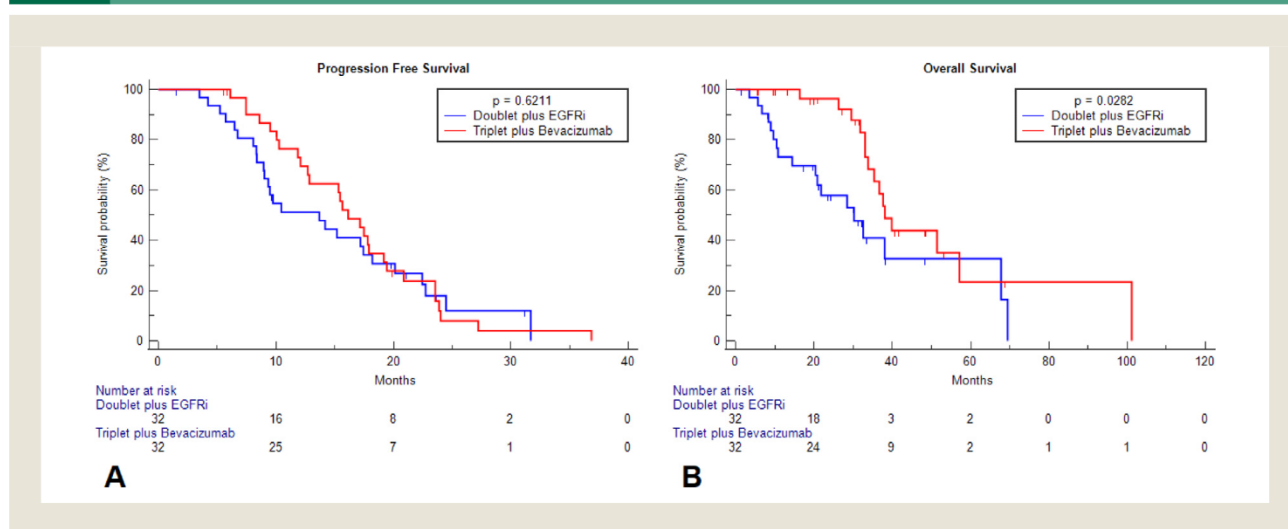 Progression Free Survival
p = 0.6211
Doublet plus EGFRi
Triplet plus Bevacizumab
Survival probability (%)
100
80
60
40
20
0
0 10 20 30 40
Months
Number at risk
Doublet plus EGFRi
32 16 8 2 0
Triplet plus Bevacizumab
32 25 7 1 0
A
Overall Survival
p = 0.0282
Doublet plus EGFRi
Triplet plus Bevacizumab
Survival probability (%)
100
80
60
40
20
0
0 20 40 60 80 100 120
Months
Number at risk
Doublet plus EGFRi
32 18 3 2 0 0 0
Triplet plus Bevacizumab
32 24 9 2 1 1 0
B